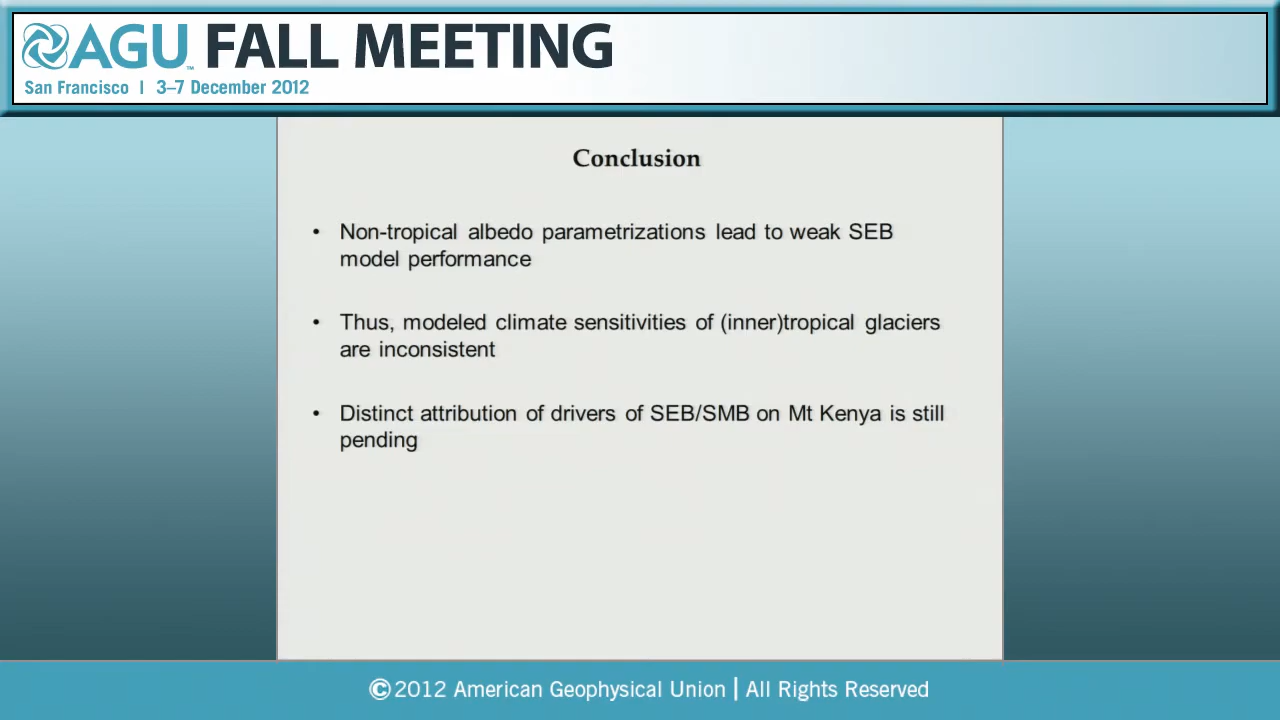 AGU™ FALL MEETING
San Francisco | 3–7 December 2012
Conclusion
• Non-tropical albedo parametrizations lead to weak SEB
model performance
• Thus, modeled climate sensitivities of (inner)tropical glaciers
are inconsistent
• Distinct attribution of drivers of SEB/SMB on Mt Kenya is still
pending
©2012 American Geophysical Union | All Rights Reserved